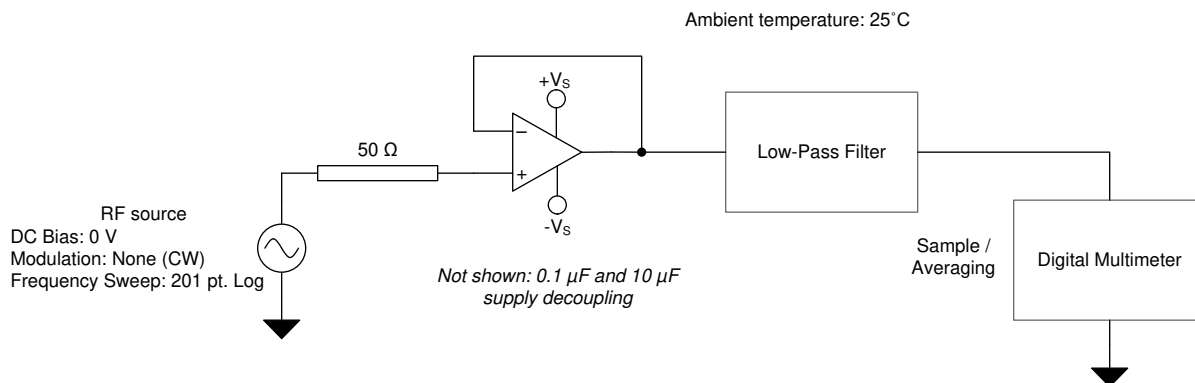 Ambient temperature: 25˚C
+VS
50 Ω
−
+
Low-Pass Filter
-VS
RF source
DC Bias: 0 V
Modulation: None (CW)
Frequency Sweep: 201 pt. Log
Not shown: 0.1 µF and 10 µF
supply decoupling
Sample /
Averaging
Digital Multimeter